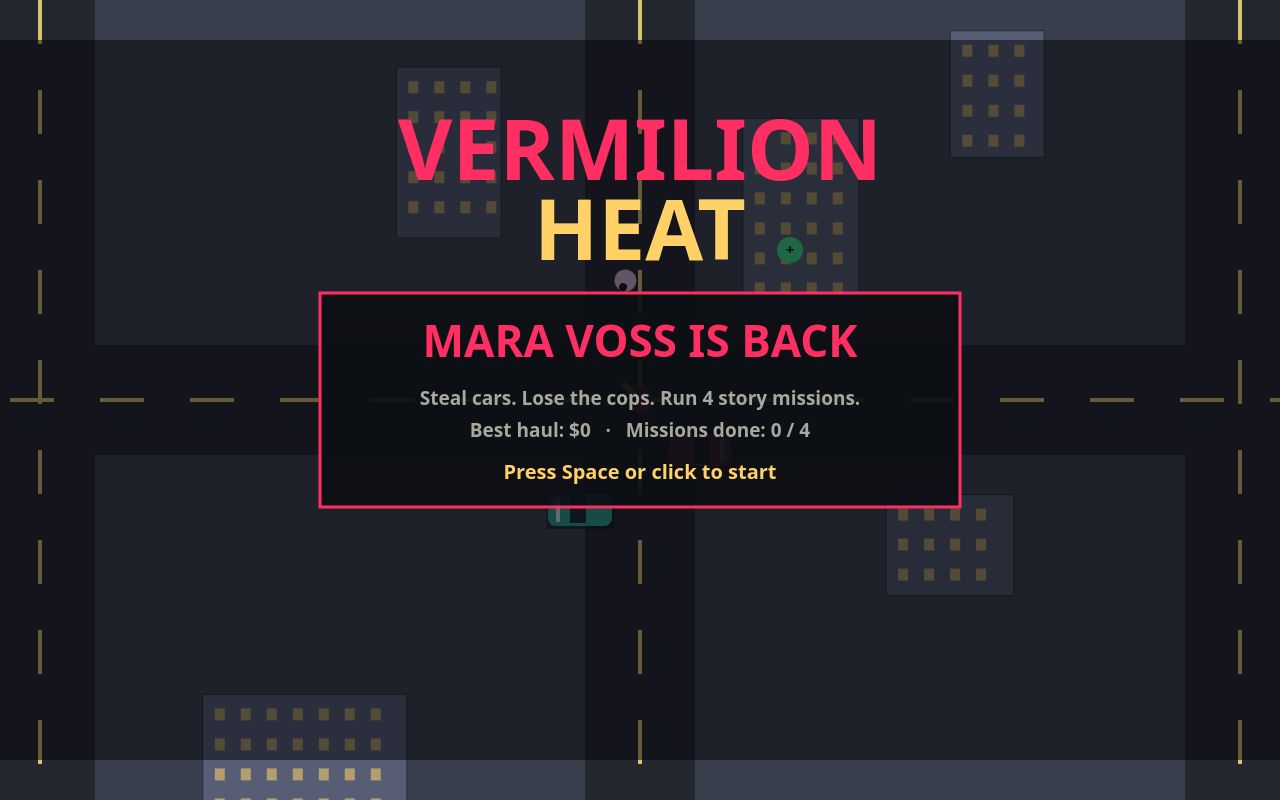 VERMILION
HEAT
+
MARA VOSS IS BACK
Steal cars. Lose the cops. Run 4 story missions.
Best haul: $0 · Missions done: 0 / 4
Press Space or click to start